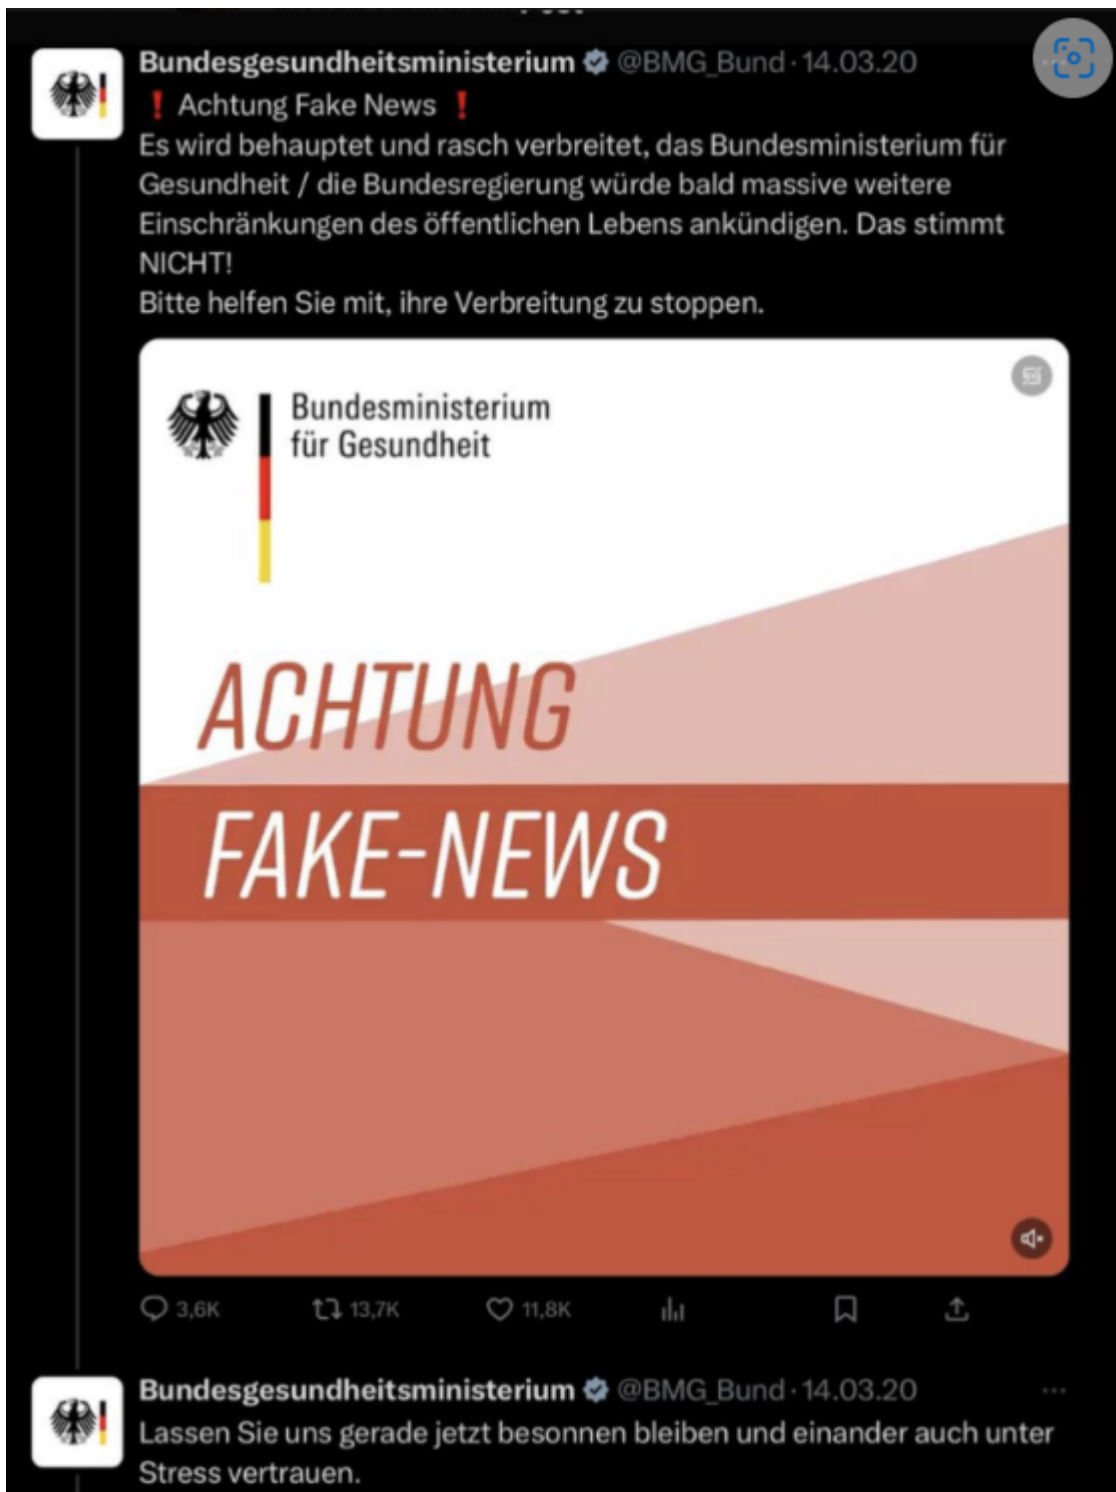 Bundesgesundheitsministerium @BMG_Bund · 14.03.20
❗ Achtung Fake News ❗
Es wird behauptet und rasch verbreitet, das Bundesministerium für
Gesundheit / die Bundesregierung würde bald massive weitere
Einschränkungen des öffentlichen Lebens ankündigen. Das stimmt
NICHT!
Bitte helfen Sie mit, ihre Verbreitung zu stoppen.
Bundesministerium
für Gesundheit
ACHTUNG
FAKE-NEWS
3,6K 13,7K 11,8K
Bundesgesundheitsministerium @BMG_Bund · 14.03.20
Lassen Sie uns gerade jetzt besonnen bleiben und einander auch unter
Stress vertrauen.